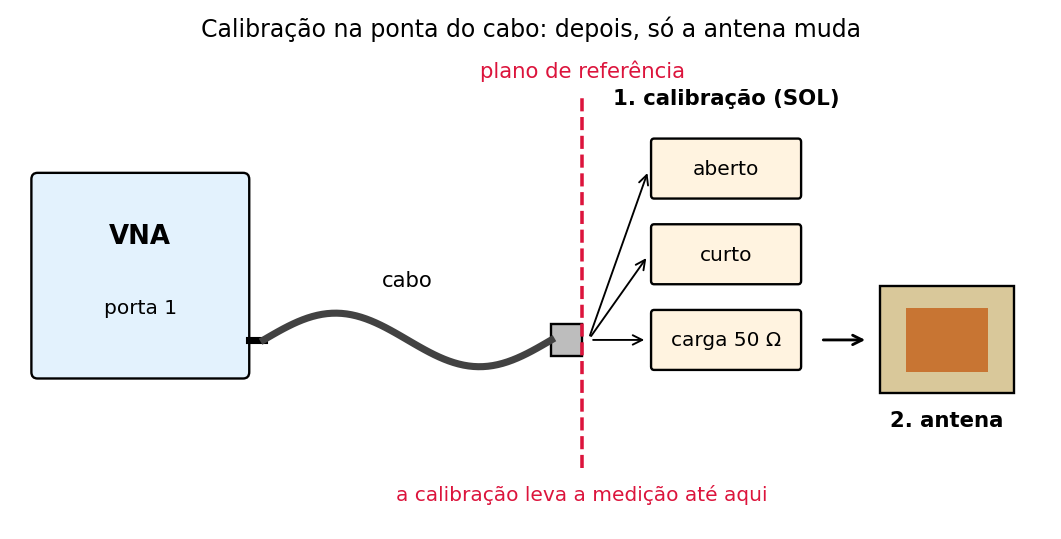 Calibração na ponta do cabo: depois, só a antena muda
plano de referência
1. calibração (SOL)
aberto
VNA
curto
cabo
porta 1
carga 50 Ω
2. antena
a calibração leva a medição até aqui